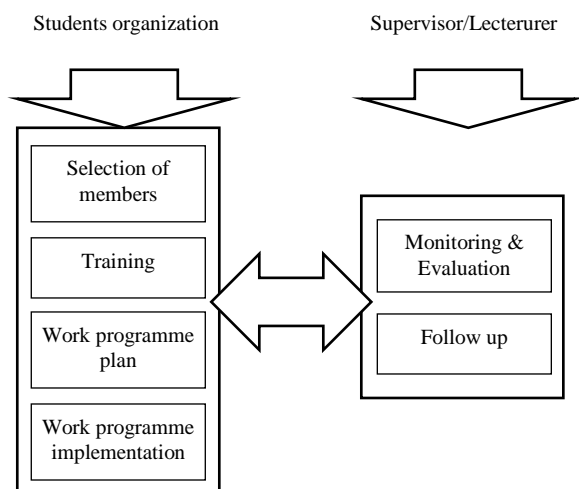 Students organization
Supervisor/Lecterurer
Selection of
members
Training
Work programme
plan
Work programme
implementation
Monitoring &
Evaluation
Follow up